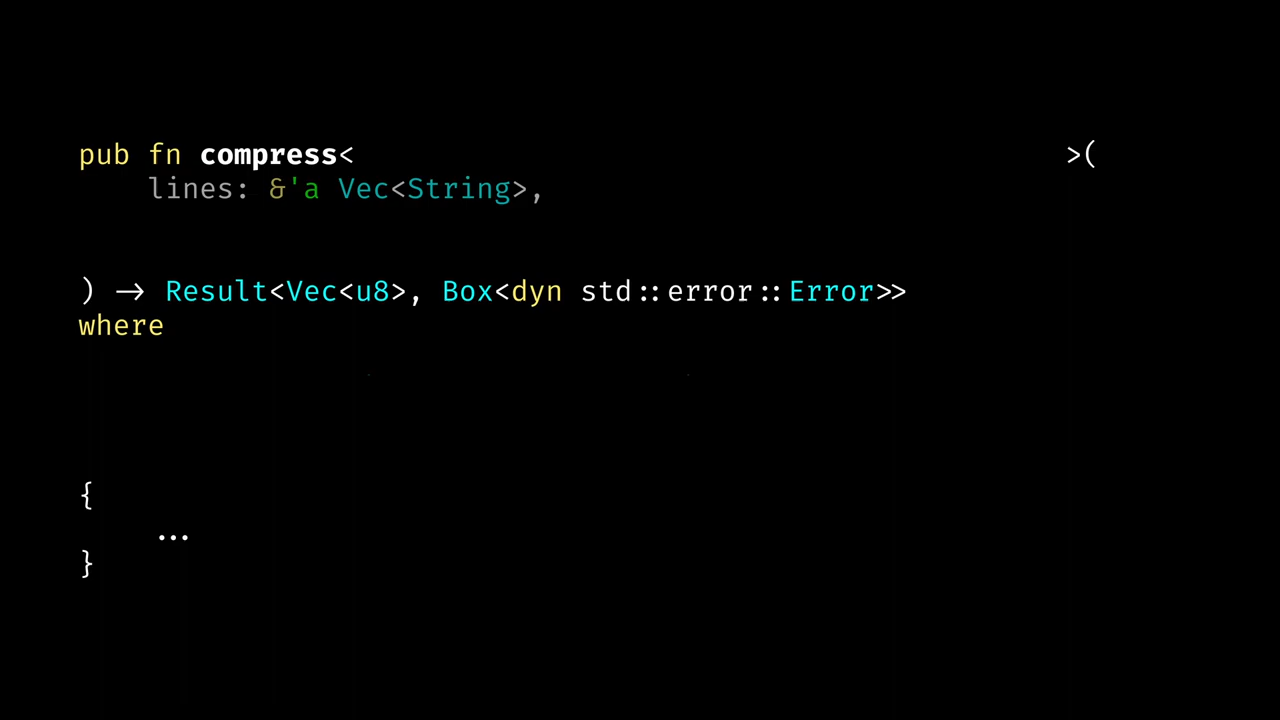 pub fn compress<                                         >(
    lines: &'a Vec<String>,
) -> Result<Vec<u8>, Box<dyn std::error::Error>>
where
{
    ...
}